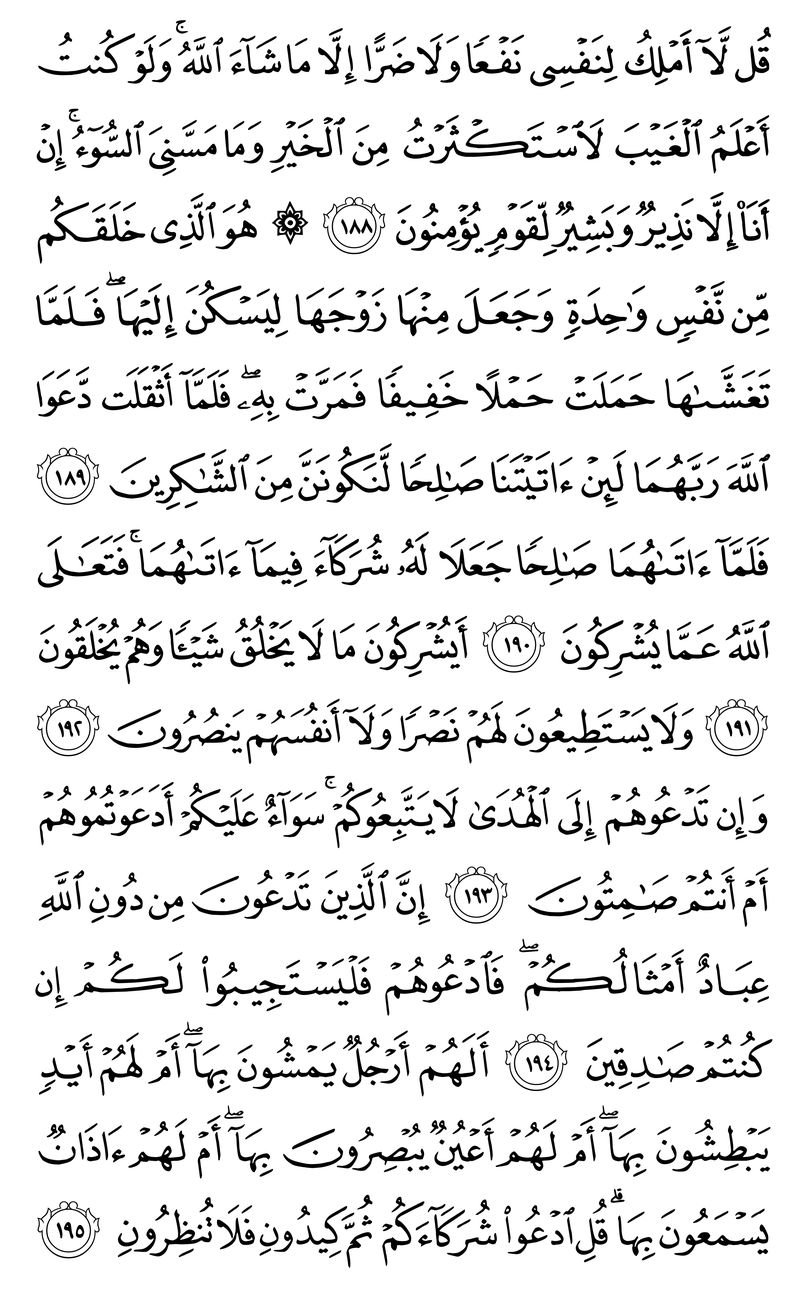 قُل لَّآ أَمۡلِكُ لِنَفۡسِي نَفۡعٗا وَلَا ضَرًّا إِلَّا مَا شَآءَ ٱللَّهُۚ وَلَوۡ كُنتُ
أَعۡلَمُ ٱلۡغَيۡبَ لَٱسۡتَكۡثَرۡتُ مِنَ ٱلۡخَيۡرِ وَمَا مَسَّنِيَ ٱلسُّوٓءُۚ إِنۡ
أَنَا۠ إِلَّا نَذِيرٞ وَبَشِيرٞ لِّقَوۡمٖ يُؤۡمِنُونَ ١٨٨ ۞ هُوَ ٱلَّذِي خَلَقَكُم
مِّن نَّفۡسٖ وَٰحِدَةٖ وَجَعَلَ مِنۡهَا زَوۡجَهَا لِيَسۡكُنَ إِلَيۡهَاۖ فَلَمَّا
تَغَشَّىٰهَا حَمَلَتۡ حَمۡلًا خَفِيفٗا فَمَرَّتۡ بِهِۦۖ فَلَمَّآ أَثۡقَلَت دَّعَوَا
ٱللَّهَ رَبَّهُمَا لَئِنۡ ءَاتَيۡتَنَا صَٰلِحٗا لَّنَكُونَنَّ مِنَ ٱلشَّٰكِرِينَ ١٨٩
فَلَمَّآ ءَاتَىٰهُمَا صَٰلِحٗا جَعَلَا لَهُۥ شُرَكَآءَ فِيمَآ ءَاتَىٰهُمَاۚ فَتَعَٰلَى
ٱللَّهُ عَمَّا يُشۡرِكُونَ ١٩٠ أَيُشۡرِكُونَ مَا لَا يَخۡلُقُ شَيۡـٔٗا وَهُمۡ يُخۡلَقُونَ
١٩١ وَلَا يَسۡتَطِيعُونَ لَهُمۡ نَصۡرٗا وَلَآ أَنفُسَهُمۡ يَنصُرُونَ ١٩٢
وَإِن تَدۡعُوهُمۡ إِلَى ٱلۡهُدَىٰ لَا يَتَّبِعُوكُمۡۚ سَوَآءٌ عَلَيۡكُمۡ أَدَعَوۡتُمُوهُمۡ
أَمۡ أَنتُمۡ صَٰمِتُونَ ١٩٣ إِنَّ ٱلَّذِينَ تَدۡعُونَ مِن دُونِ ٱللَّهِ
عِبَادٌ أَمۡثَالُكُمۡۖ فَٱدۡعُوهُمۡ فَلۡيَسۡتَجِيبُواْ لَكُمۡ إِن
كُنتُمۡ صَٰدِقِينَ ١٩٤ أَلَهُمۡ أَرۡجُلٞ يَمۡشُونَ بِهَآۖ أَمۡ لَهُمۡ أَيۡدٖ
يَبۡطِشُونَ بِهَآۖ أَمۡ لَهُمۡ أَعۡيُنٞ يُبۡصِرُونَ بِهَآۖ أَمۡ لَهُمۡ ءَاذَانٞ
يَسۡمَعُونَ بِهَاۗ قُلِ ٱدۡعُواْ شُرَكَآءَكُمۡ ثُمَّ كِيدُونِ فَلَا تُنظِرُونِ ١٩٥